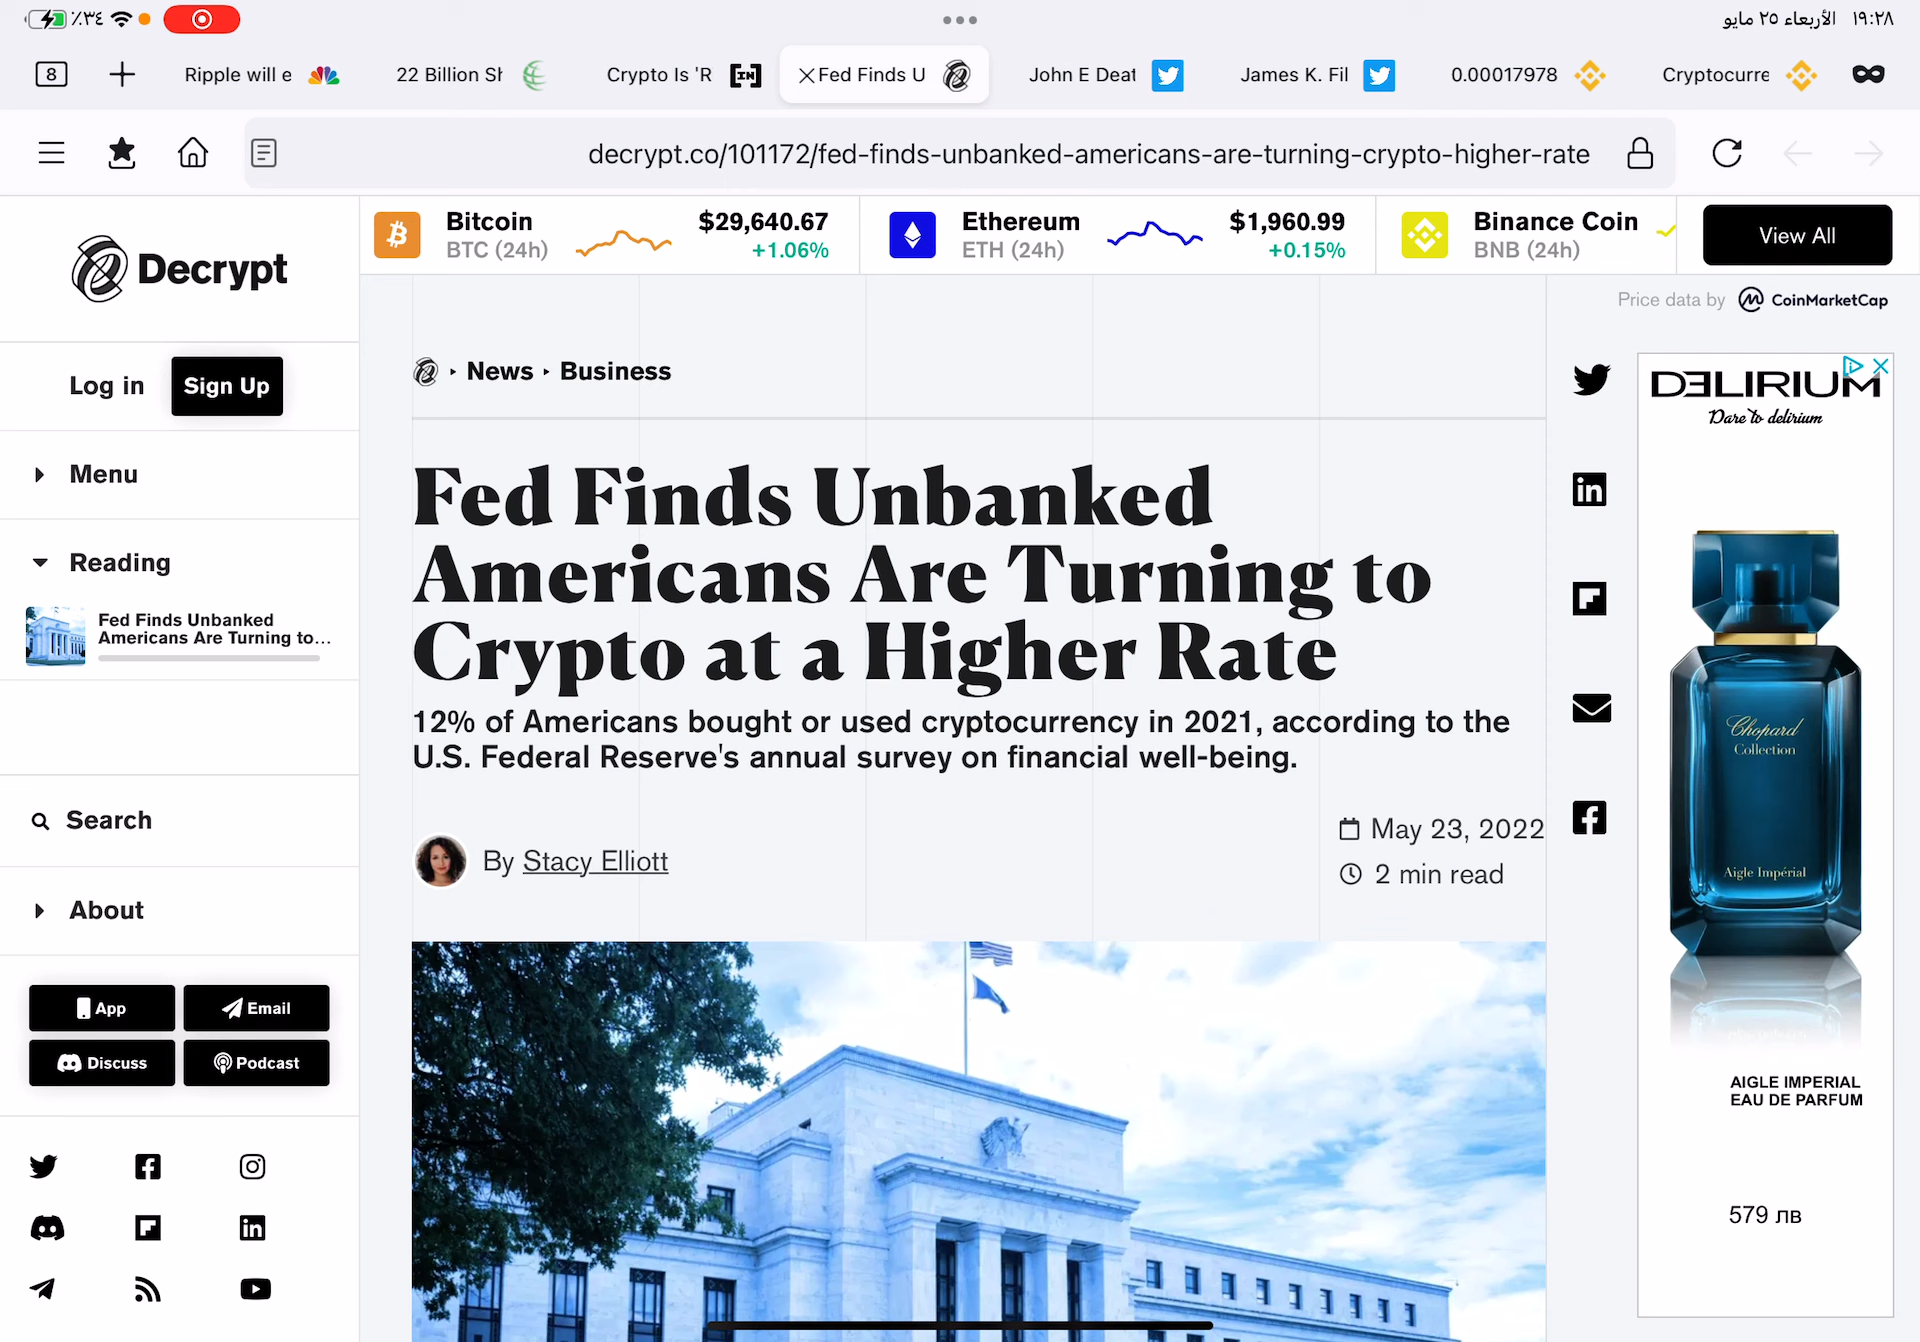 ٪٣٤
الأربعاء ٢٥ مايو ١٩:٢٨
8
Ripple will e
22 Billion Sh
Crypto Is 'R
Fed Finds U
John E Deat
James K. Fil
0.00017978
Cryptocurre
decrypt.co/101172/fed-finds-unbanked-americans-are-turning-crypto-higher-rate
Decrypt
Bitcoin
BTC (24h)
$29,640.67
+1.06%
Ethereum
ETH (24h)
$1,960.99
+0.15%
Binance Coin
BNB (24h)
View All
Price data by CoinMarketCap
Log in
Sign Up
Menu
Reading
Fed Finds Unbanked
Americans Are Turning to...
Search
About
App
Email
Discuss
Podcast
News
Business
Fed Finds Unbanked
Americans Are Turning to
Crypto at a Higher Rate
12% of Americans bought or used cryptocurrency in 2021, according to the
U.S. Federal Reserve's annual survey on financial well-being.
By Stacy Elliott
May 23, 2022
2 min read
DELIRIUM
Dare to delirium
Chopard
Collection
Aigle Impérial
AIGLE IMPERIAL
EAU DE PARFUM
579 лв